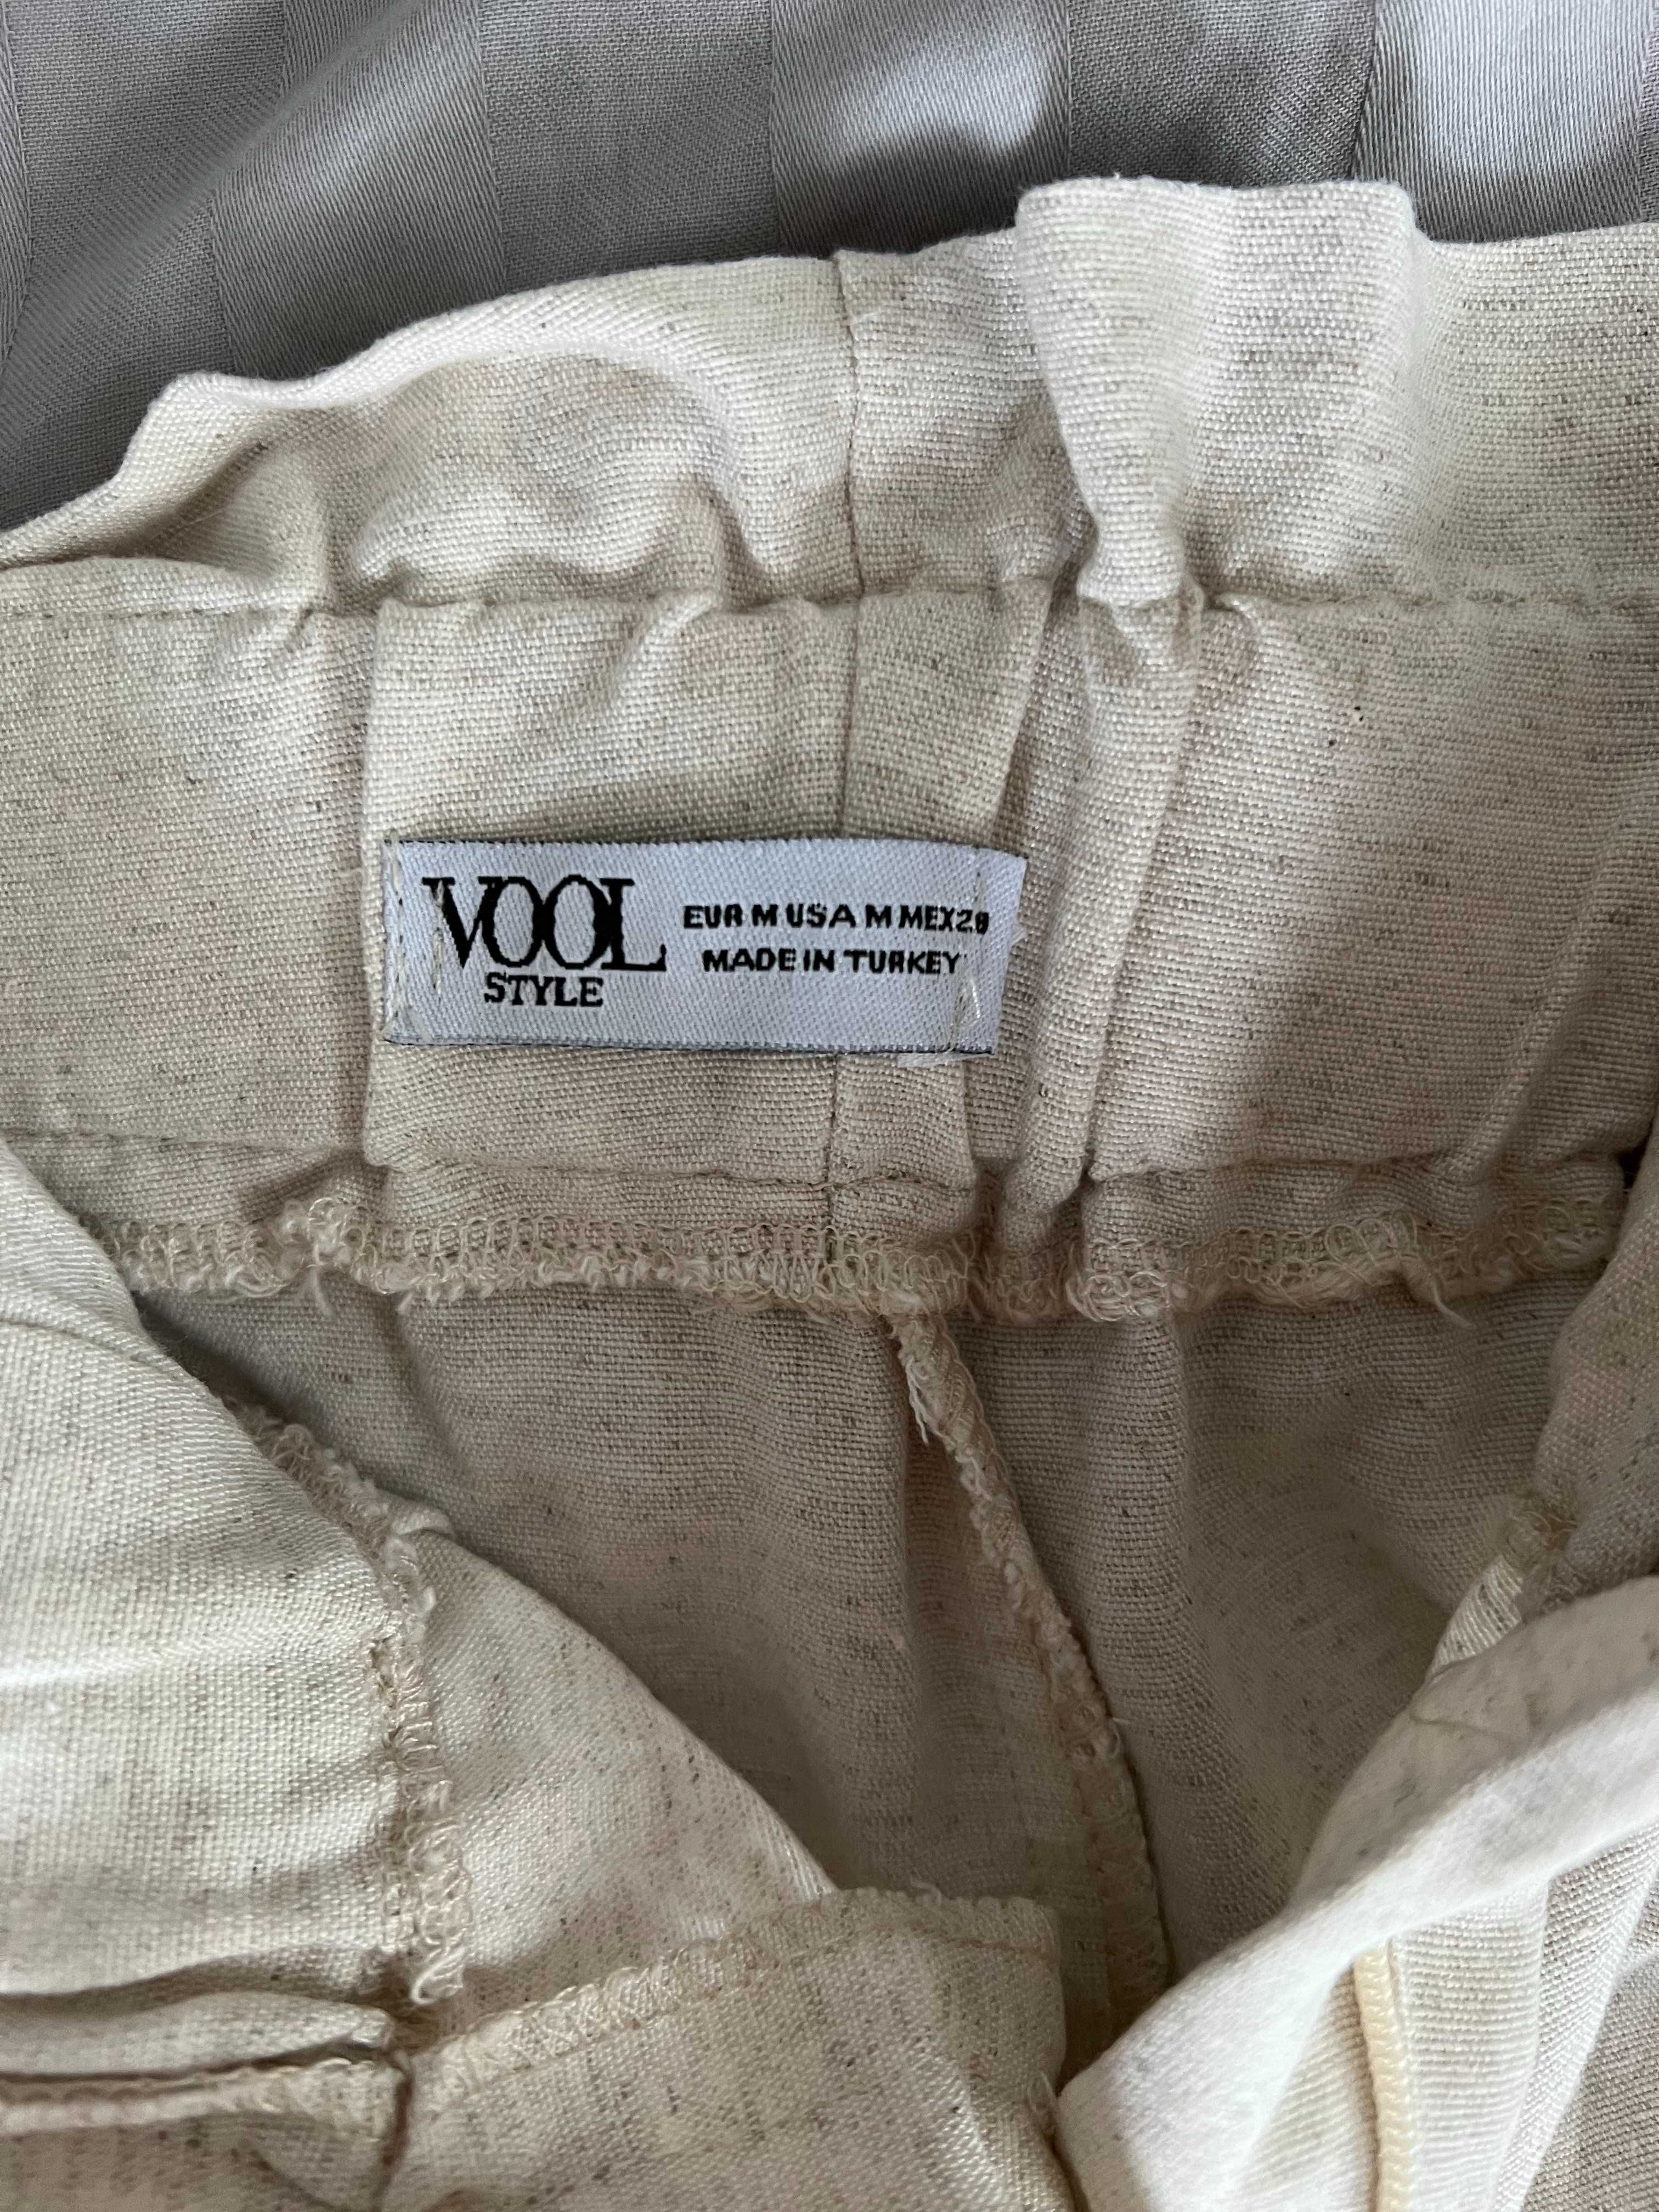 VOOL
STYLE
EUR M USA M MEX28
MADE IN TURKEY